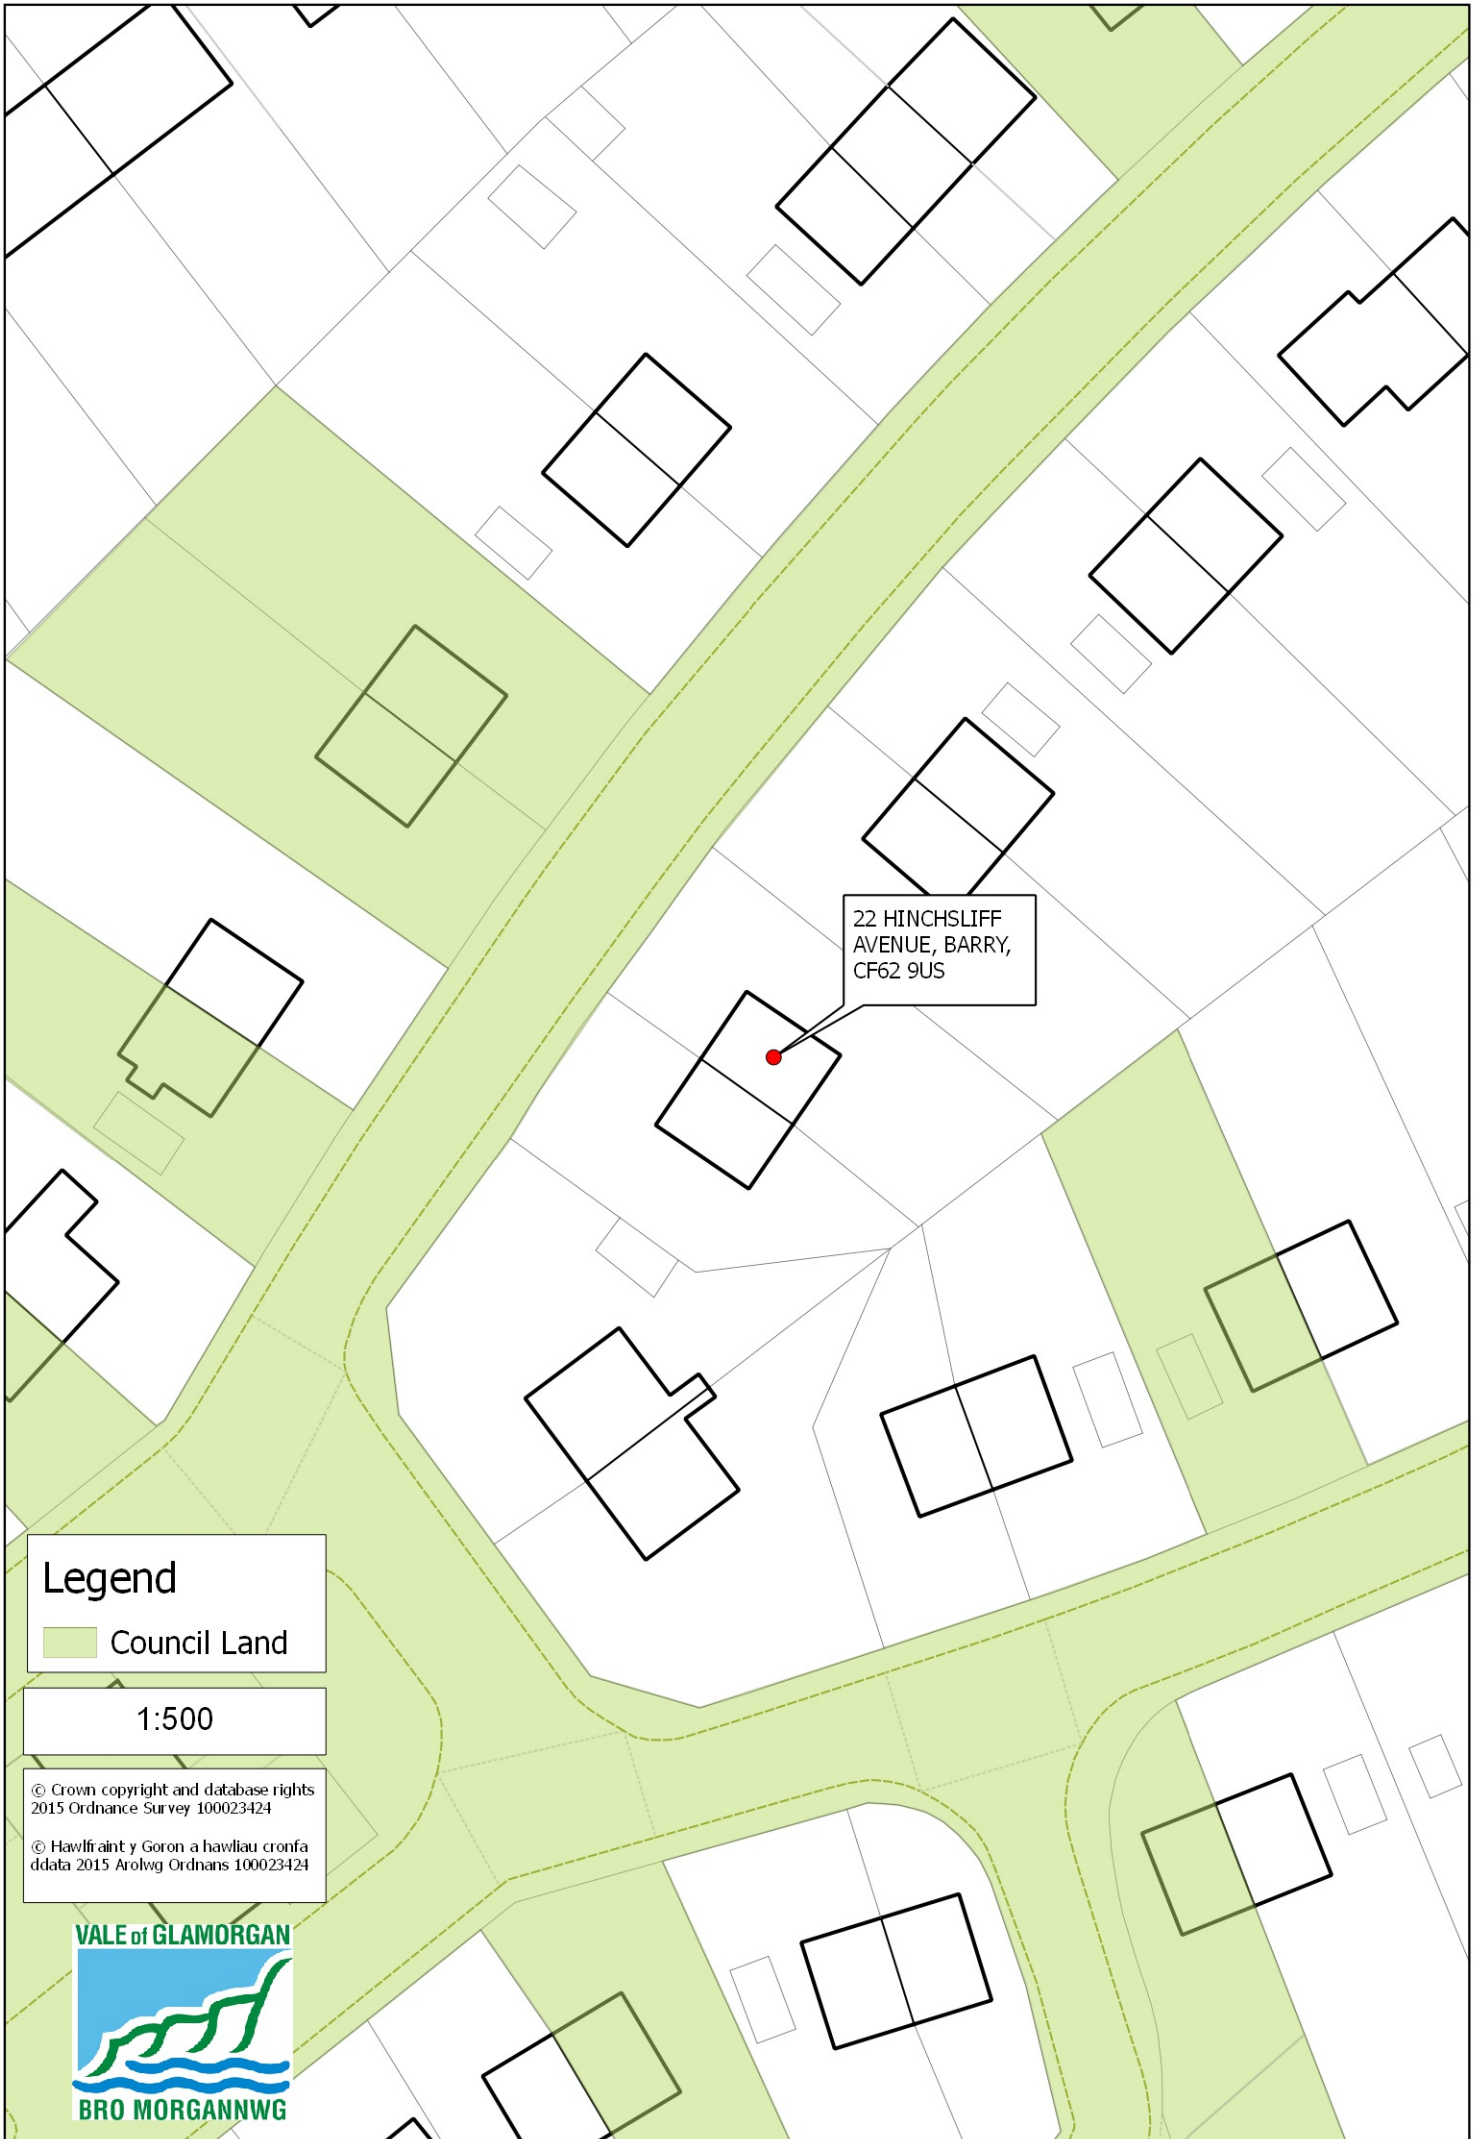 22 HINCHSLIFF
AVENUE, BARRY,
CF62 9US
Legend
Council Land
1:500
© Crown copyright and database rights
2015 Ordnance Survey 100023424
© Hawlfraint y Goron a hawliau cronfa
ddata 2015 Arolwg Ordnans 100023424
VALE of GLAMORGAN
BRO MORGANNWG